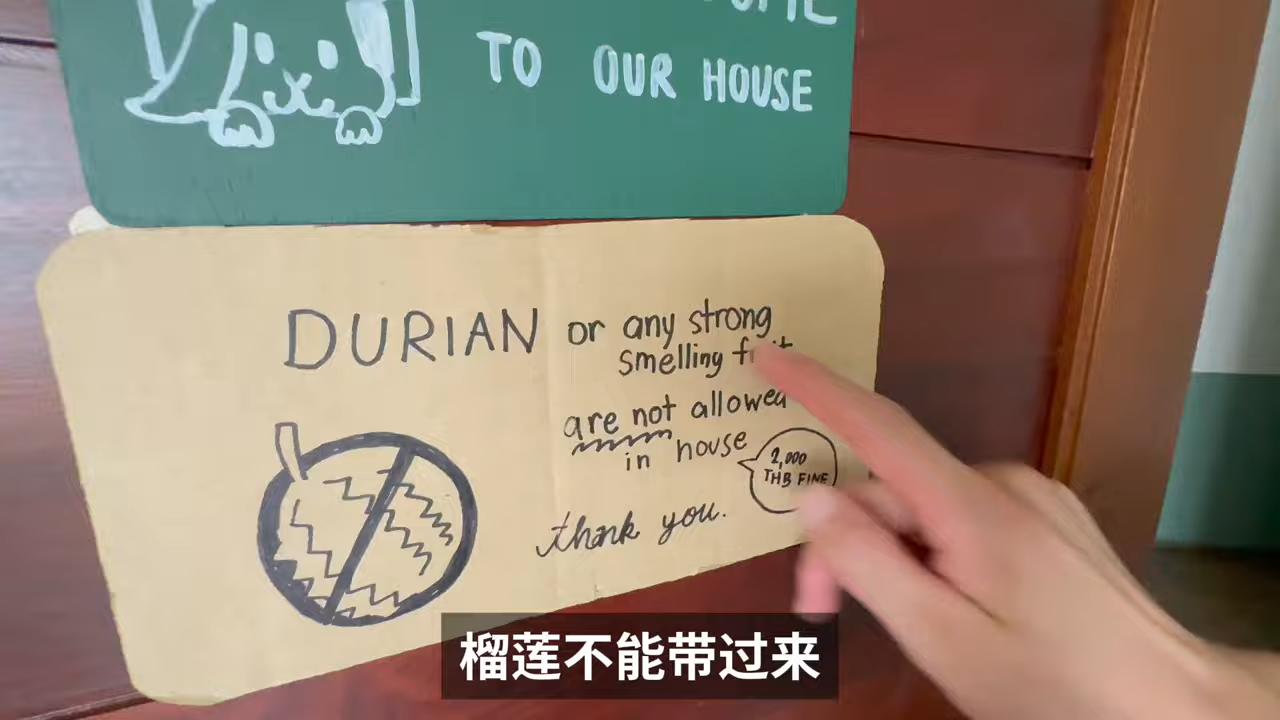 TO OUR HOUSE
DURIAN or any strong
smelling fruit
are not allowed
in house
2,000
THB FINE
thank you.
榴莲不能带过来